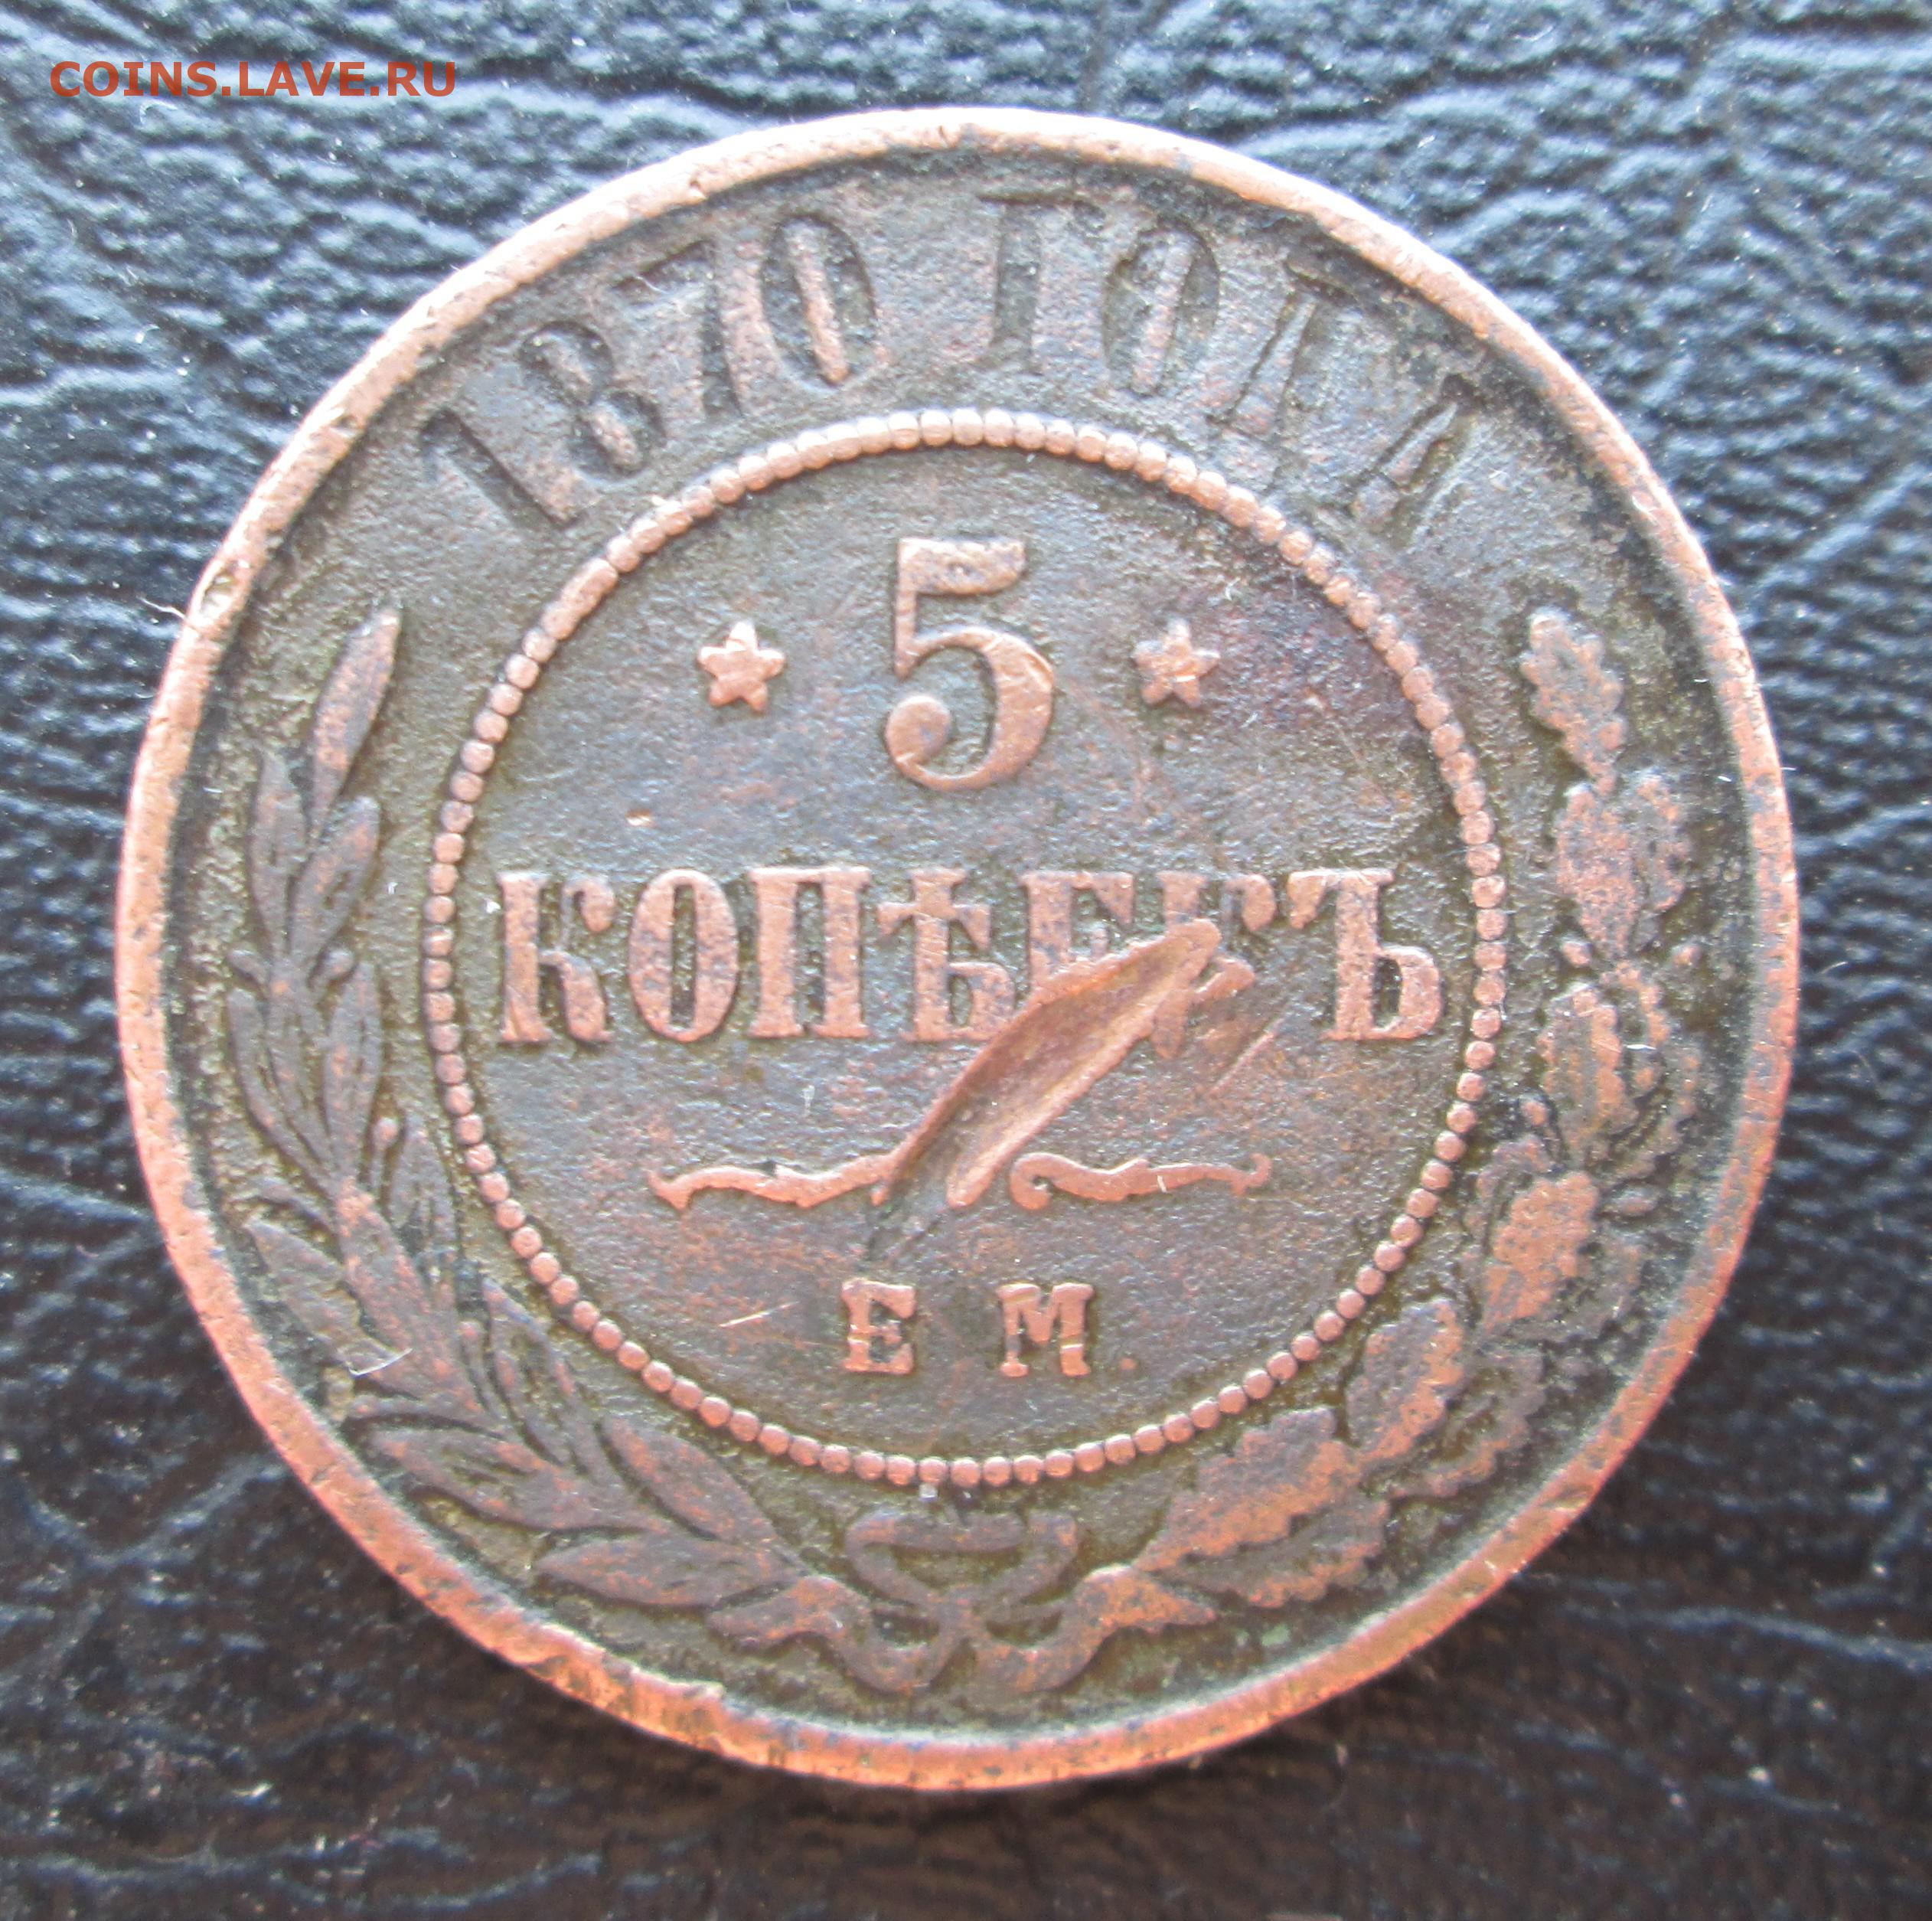 COINS.LAVE.RU
1870 ГОДА
5
КОПѢЕКЪ
Е М